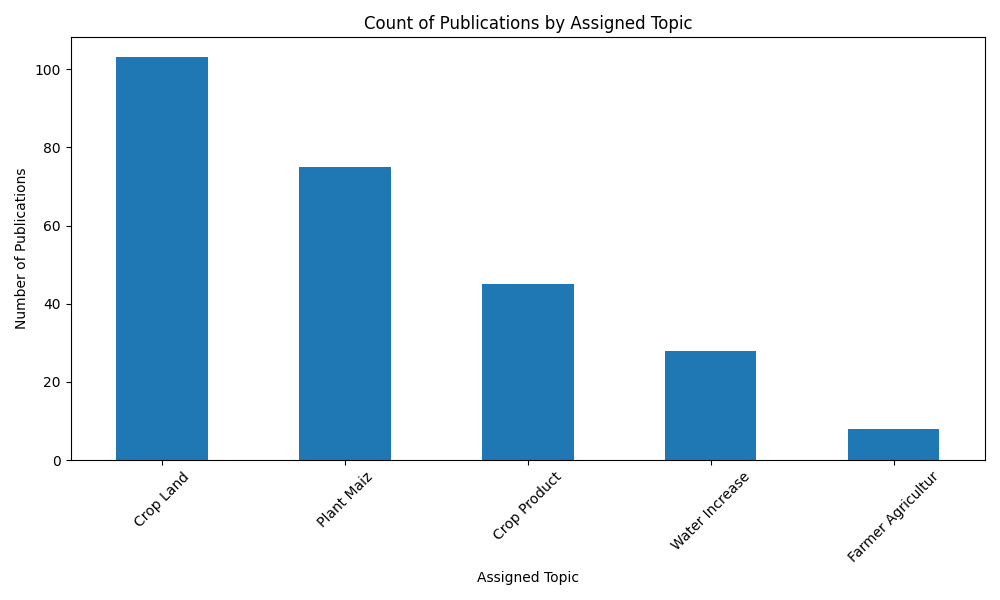 Count of Publications by Assigned Topic
Number of Publications
100
80
60
40
20
0
Crop Land
Plant Maiz
Crop Product
Water Increase
Farmer Agricultur
Assigned Topic